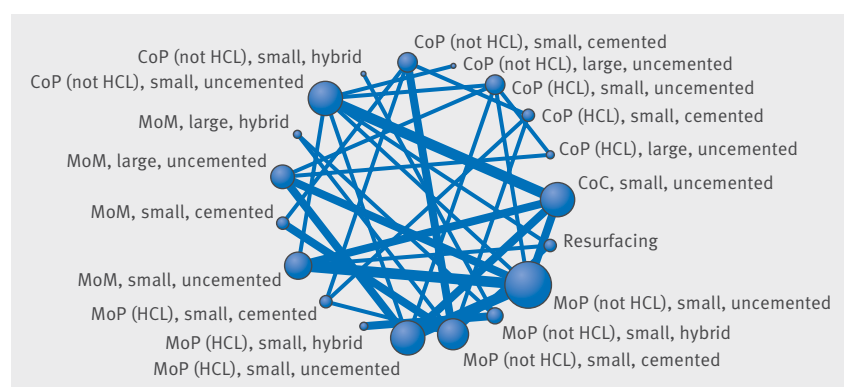 CoP (not HCL), small, cemented
CoP (not HCL), small, hybrid
CoP (not HCL), large, uncemented
CoP (not HCL), small, uncemented
CoP (HCL), small, uncemented
CoP (HCL), small, cemented
MoM, large, hybrid
CoP (HCL), large, uncemented
MoM, large, uncemented
CoC, small, uncemented
MoM, small, cemented
Resurfacing
MoM, small, uncemented
MoP (not HCL), small, uncemented
MoP (HCL), small, cemented
MoP (not HCL), small, hybrid
MoP (HCL), small, hybrid
MoP (not HCL), small, cemented
MoP (HCL), small, uncemented